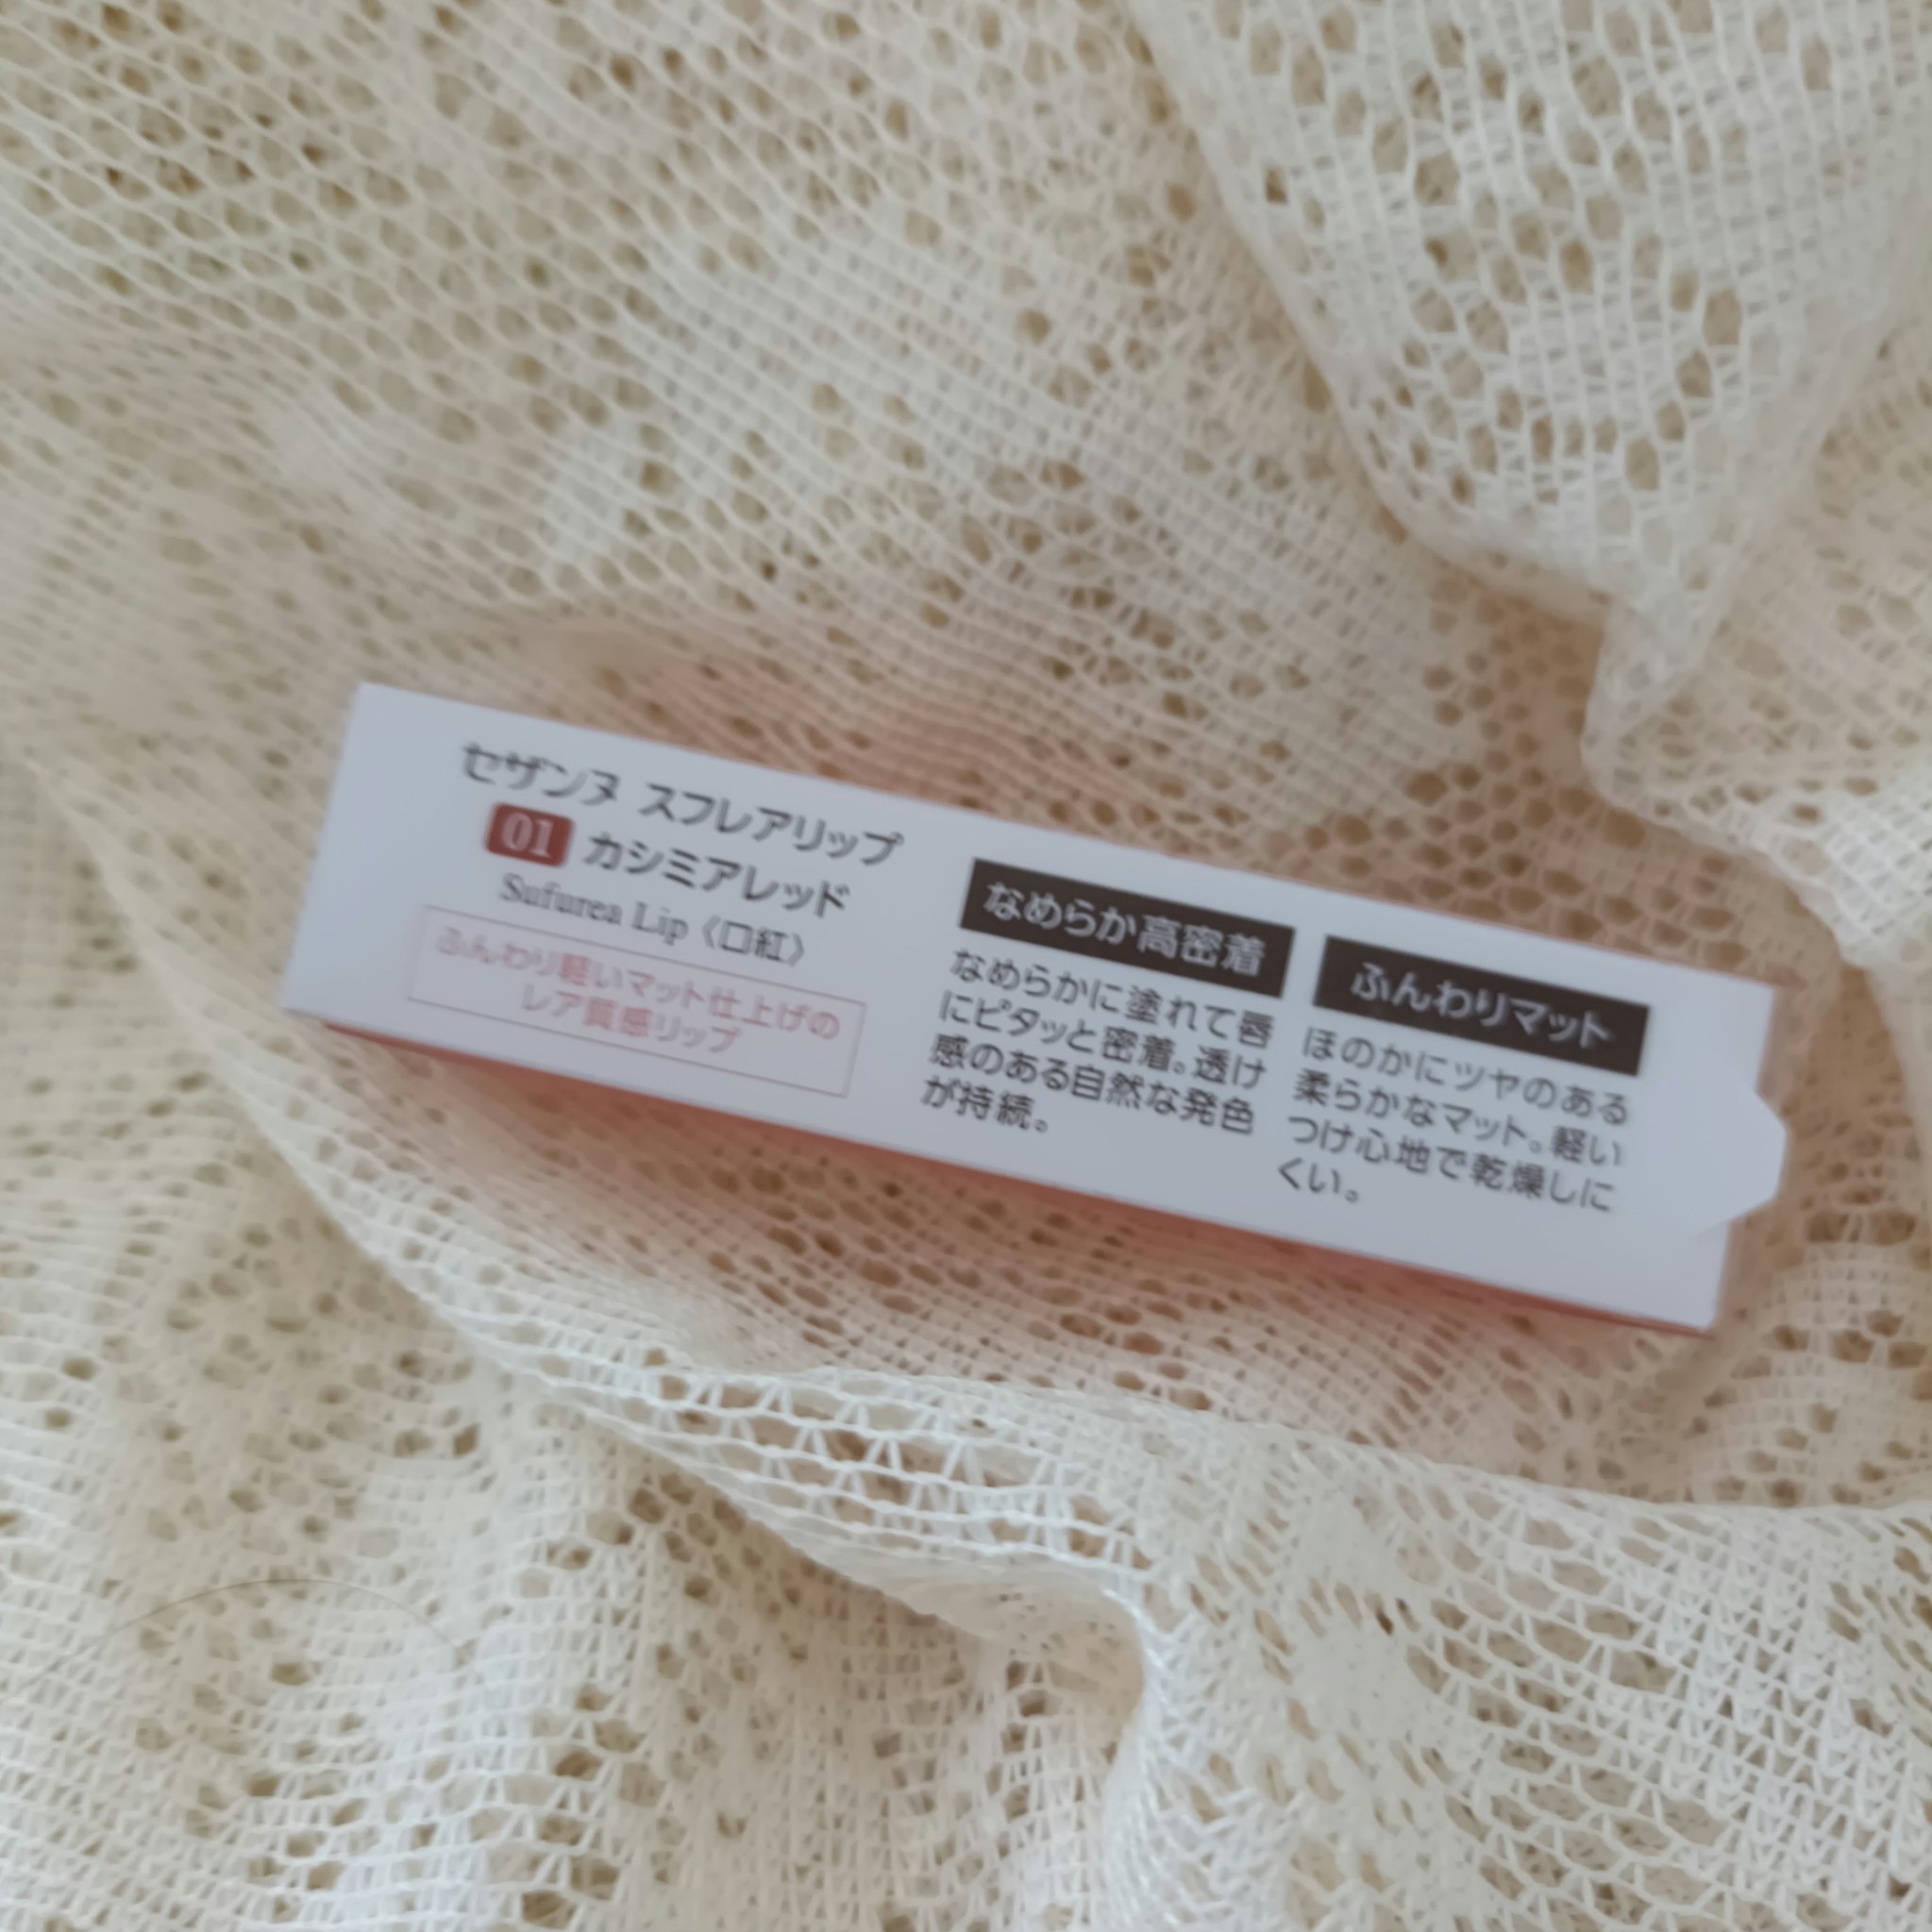 セザンヌ スフレアリップ
01 カシミアレッド
Sufurea Lip〈口紅〉
ふんわり軽いマット仕上げの
レア質感リップ
なめらか高密着
なめらかに塗れて唇
にピタッと密着。透け
感のある自然な発色
が持続。
ふんわりマット
ほのかにツヤのある
柔らかなマット。軽い
つけ心地で乾燥しに
くい。